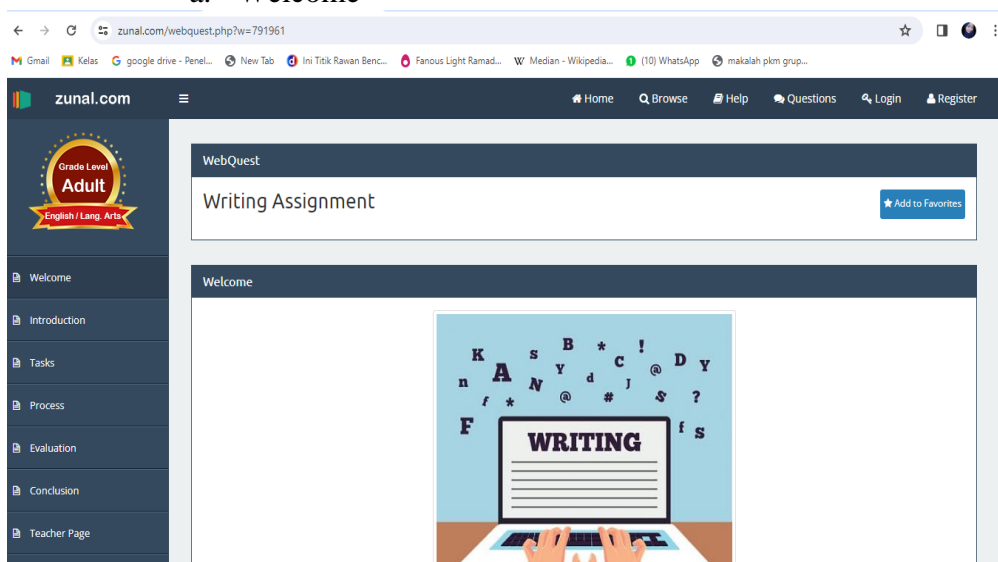 a. Welcome
zunal.com/webquest.php?w=791961
Gmail Kelas google drive - Penel... New Tab Ini Titik Rawan Benc... Fanous Light Ramad... Median - Wikipedia... (10) WhatsApp makalah pkm grup...
zunal.com Home Browse Help Questions Login Register
Grade Level
Adult
English / Lang. Arts
WebQuest
Writing Assignment
Add to Favorites
Welcome
Introduction
Tasks
Process
Evaluation
Conclusion
Teacher Page
Welcome
K s B * ! C @ D Y
n A N Y d J
f * @ # S ?
F f s
WRITING